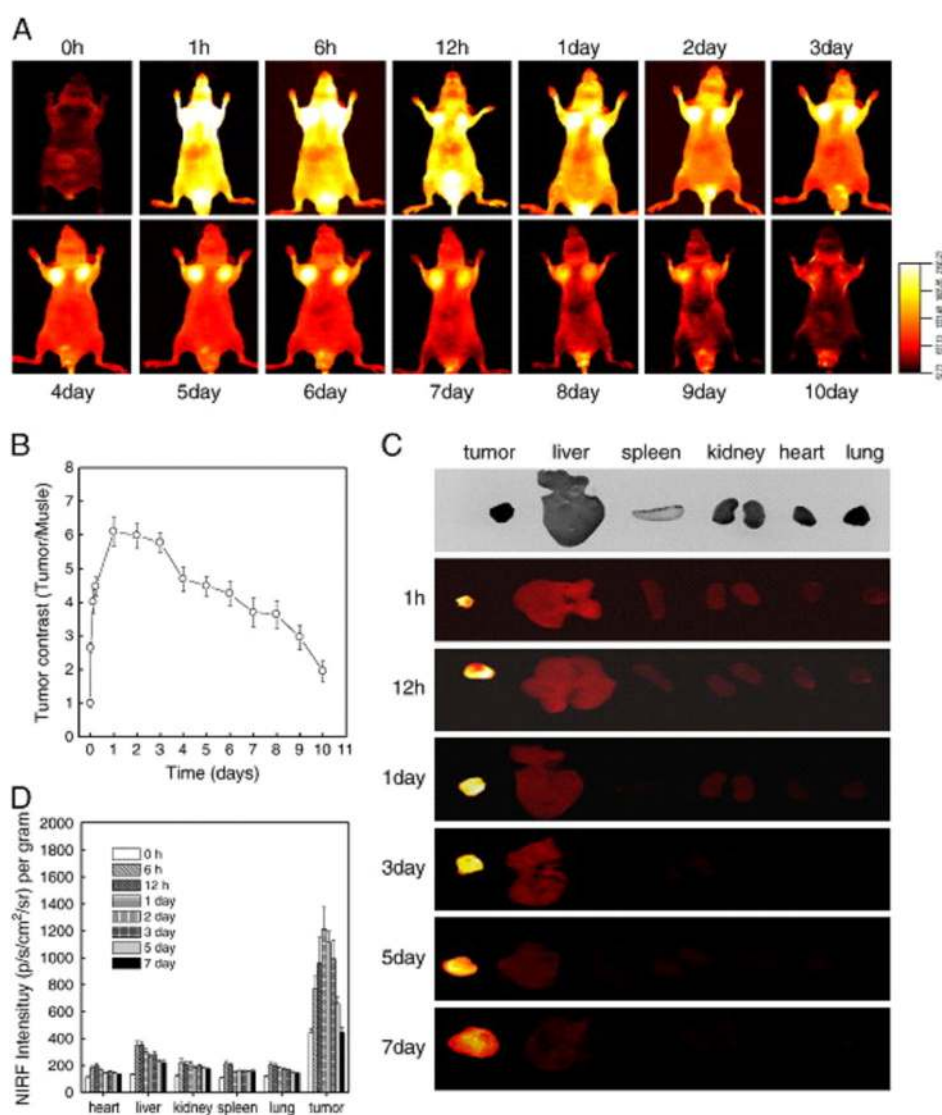 A
0h 1h 6h 12h 1day 2day 3day
4day 5day 6day 7day 8day 9day 10day
B
Tumor contrast (Tumor/Musle)
8
7
6
5
4
3
2
1
0 1 2 3 4 5 6 7 8 9 10 11
Time (days)
C
tumor liver spleen kidney heart lung
1h
12h
1day
3day
5day
7day
D
NIRF Intensituy (p/s/cm²/sr) per gram
2000
1800
1600
1400
1200
1000
800
600
400
200
0
0 h
6 h
12 h
1 day
2 day
3 day
5 day
7 day
heart liver kidney spleen lung tumor